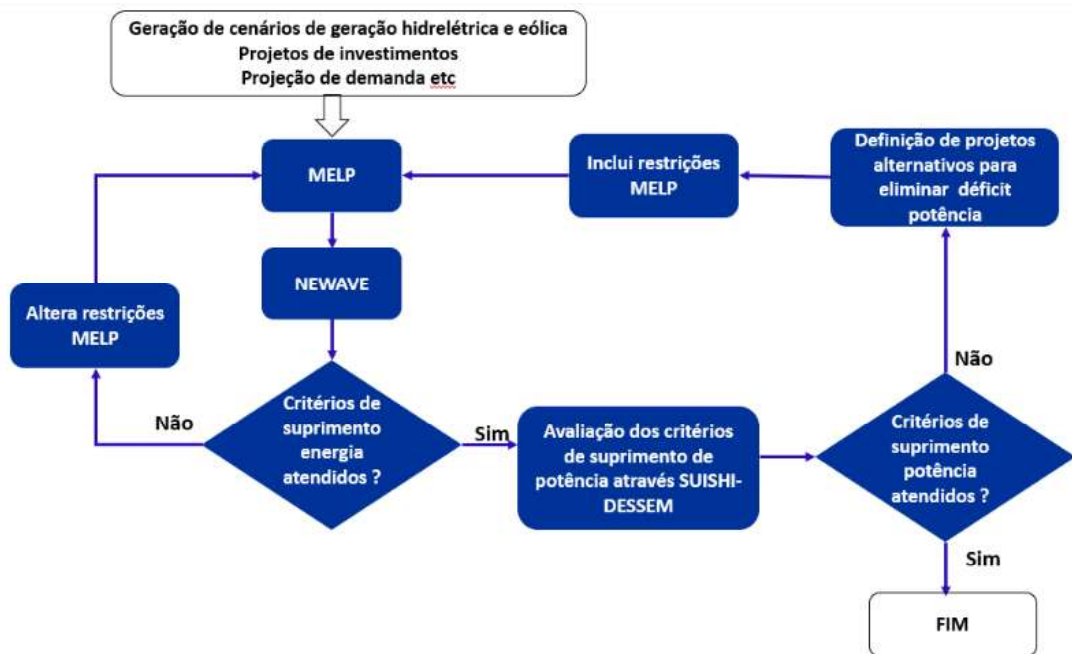 Geração de cenários de geração hidrelétrica e eólica
Projetos de investimentos
Projeção de demanda etc
MELP
Inclui restrições
MELP
Definição de projetos
alternativos para
eliminar déficit
potência
NEWAVE
Altera restrições
MELP
Não
Critérios de
suprimento
energia
atendidos ?
Sim
Avaliação dos critérios
de suprimento de
potência através SUISHI-
DESSEM
Não
Critérios de
suprimento
potência
atendidos ?
Sim
FIM